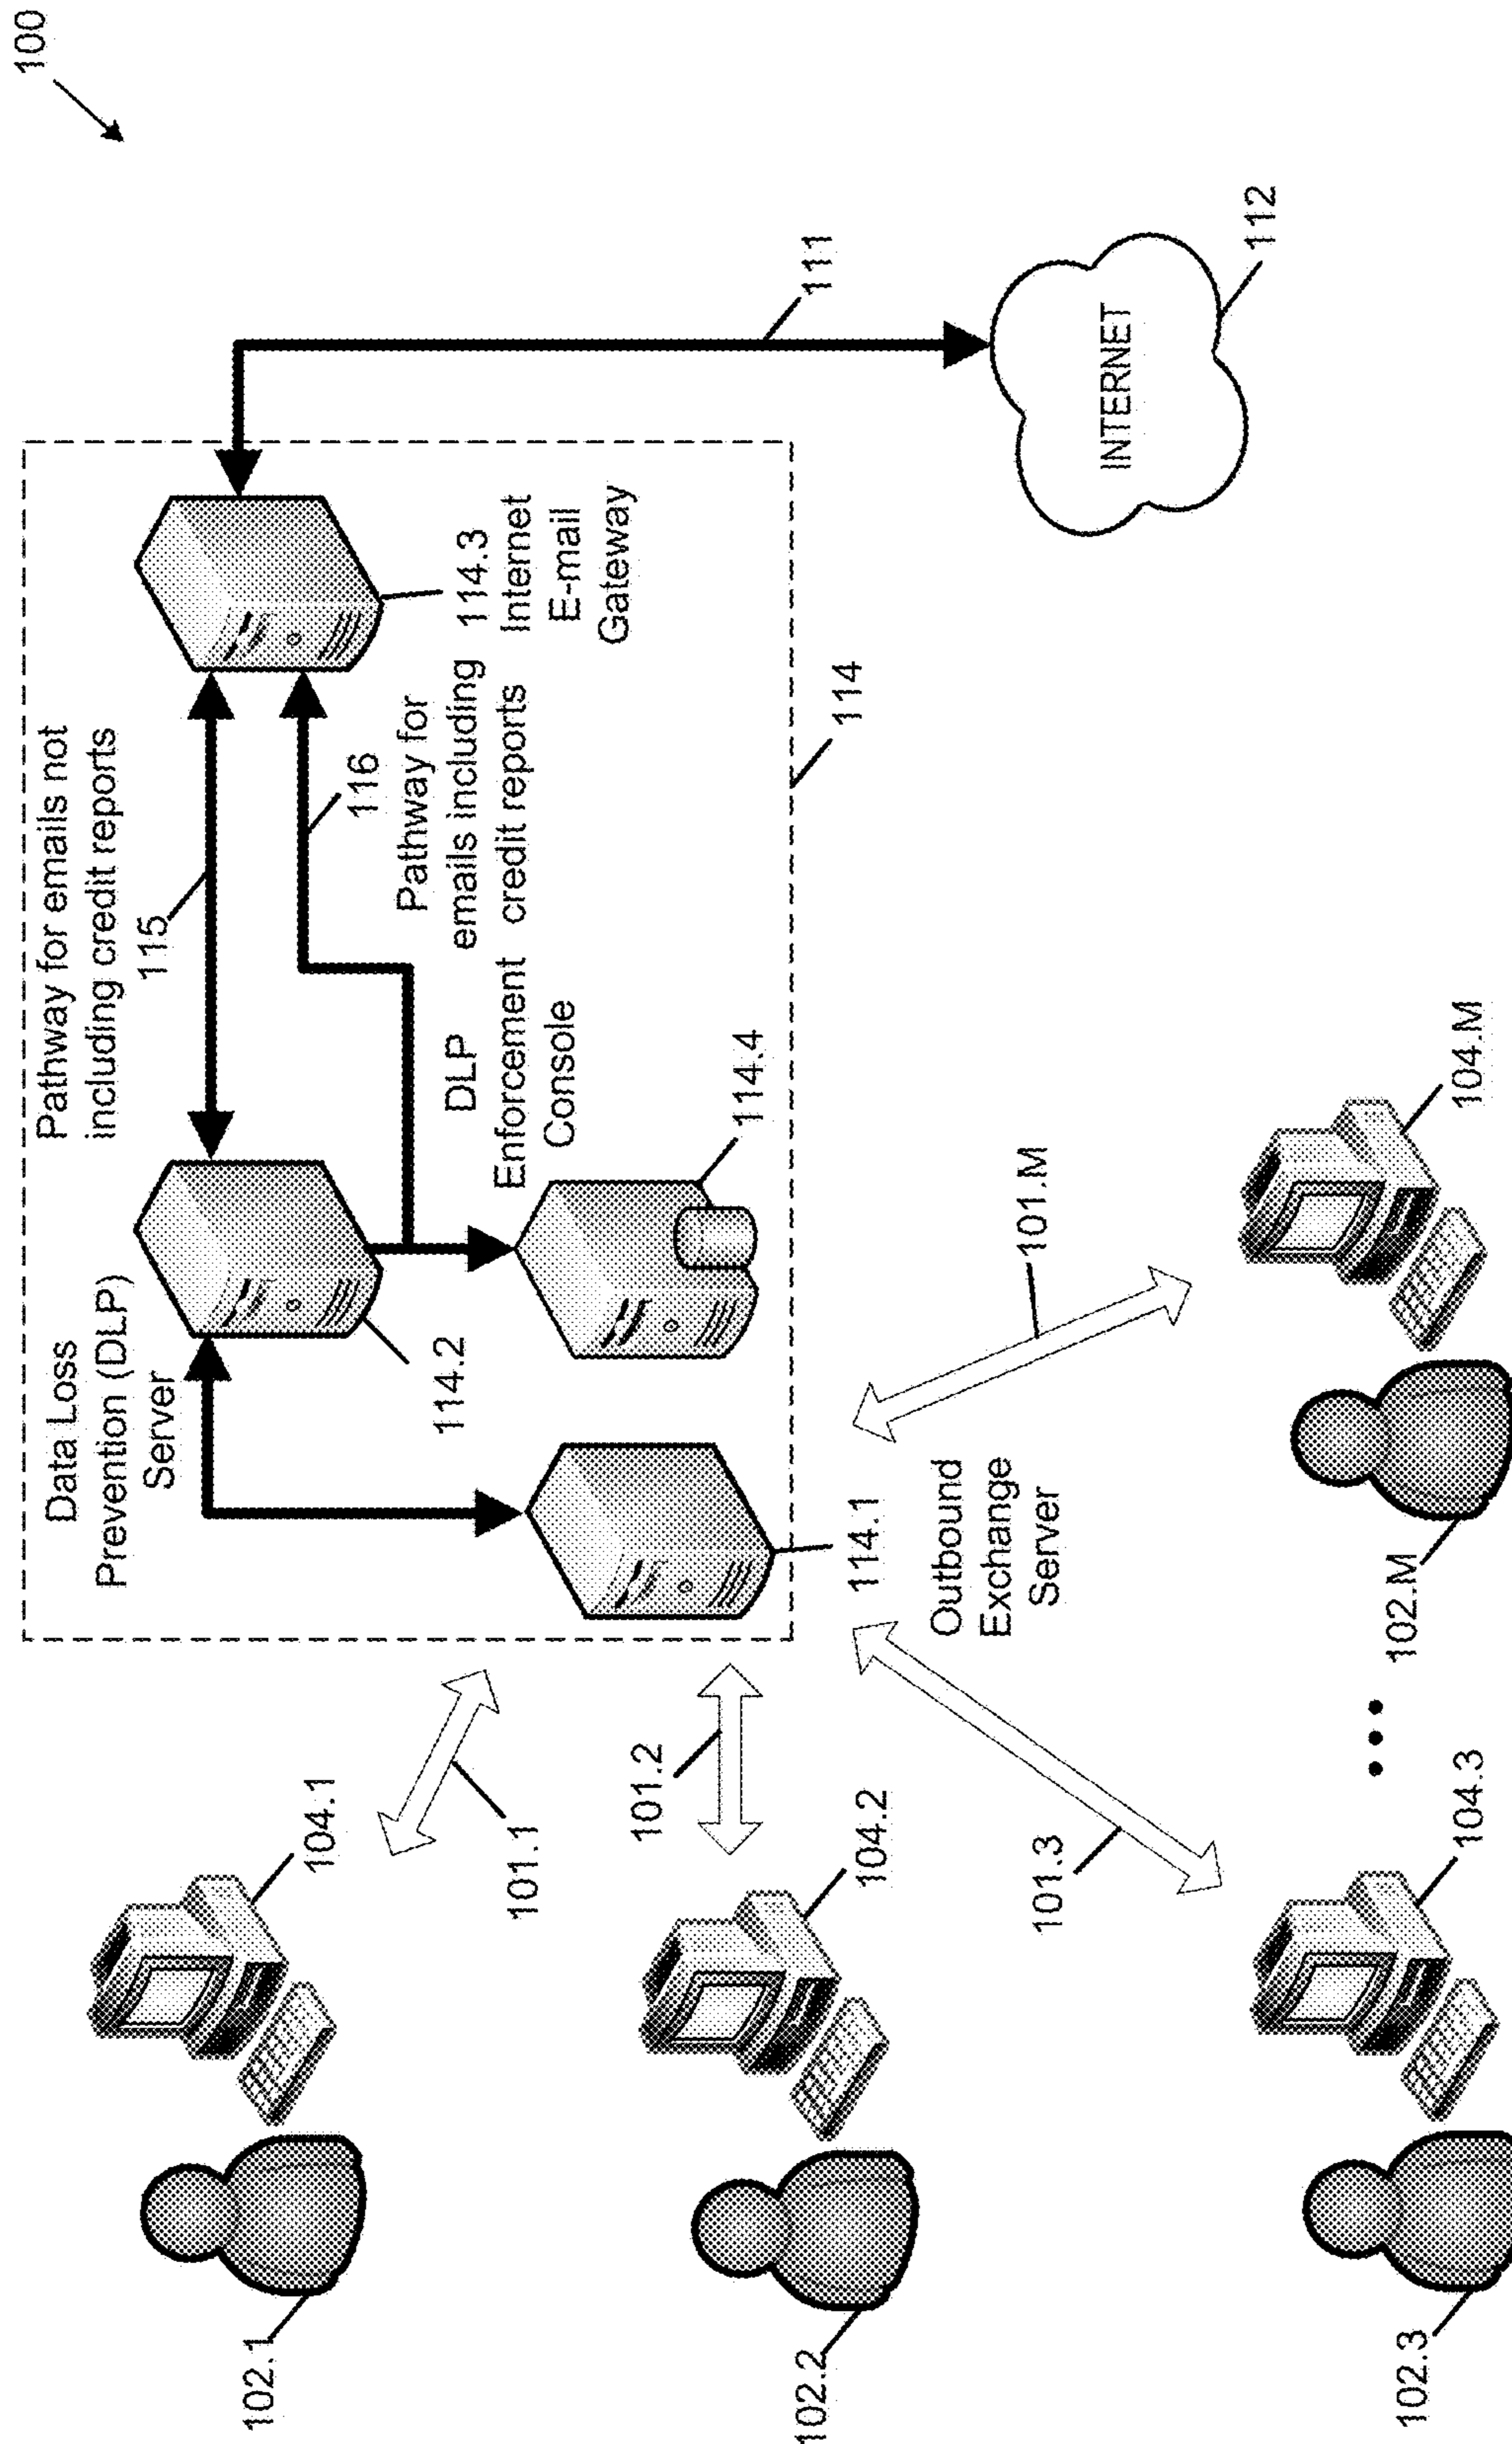 100
Data Loss
Prevention (DLP)
Server
Pathway for emails not
including credit reports
115
114.2
116
Pathway for
emails including
credit reports
DLP
Enforcement
Console
114.4
114.3
Internet
E-mail
Gateway
111
114
INTERNET
112
114.1
Outbound
Exchange
Server
101.1
101.2
101.3
101.M
102.1
104.1
102.2
104.2
102.3
104.3
...
102.M
104.M